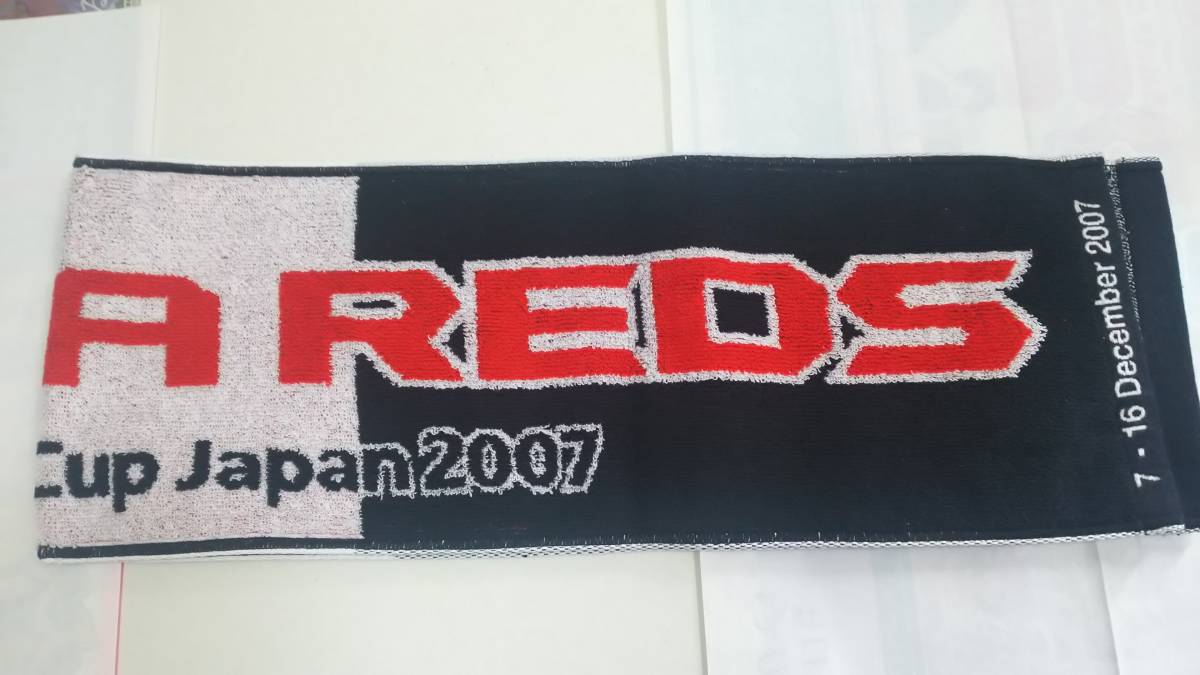 A REDS
Cup Japan 2007
7 - 16 December 2007